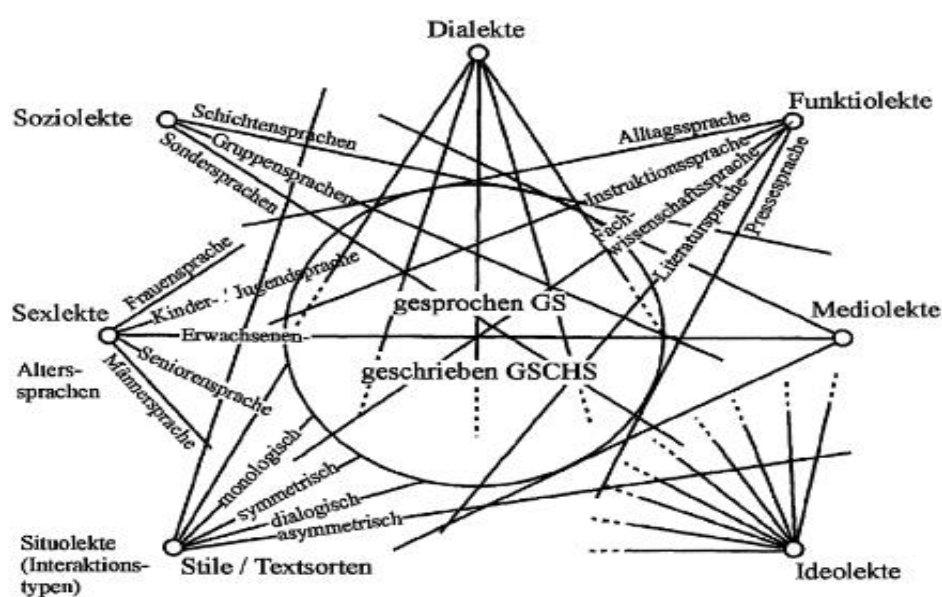 Dialekte
Soziolekte
Funktiolekte
Schichtensprachen
Gruppensprachen
Sondersprachen
Alltagssprache
Instruktionssprache
Fach-
wissenschaftssprache
Literatursprache
Pressesprache
Frauensprache
Kinder- / Jugendsprache
gesprochen GS
Sexlekte
Erwachsenen-
Mediolekte
geschrieben GSCHS
Alters-
sprachen
Seniorensprache
Männersprache
monologisch
symmetrisch
dialogisch
asymmetrisch
Situolekte
(Interaktions-
typen)
Stile / Textsorten
Ideolekte